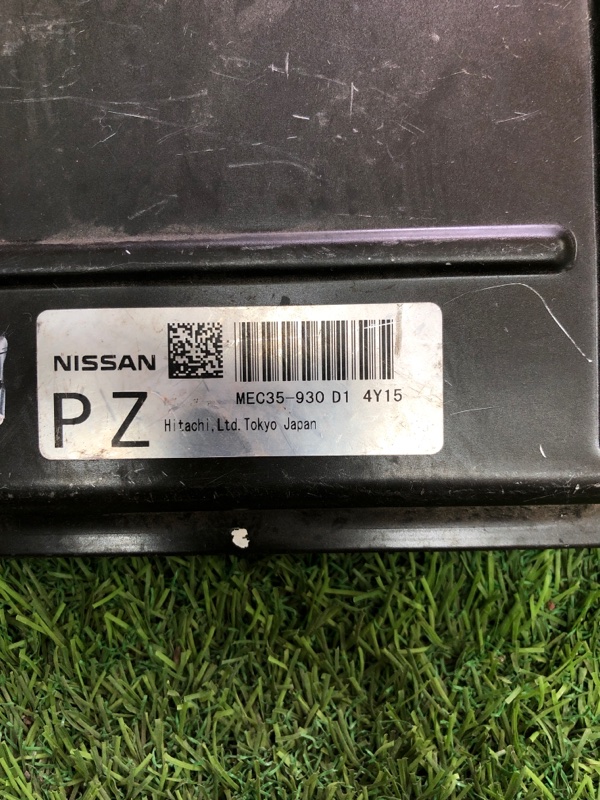 NISSAN
MEC35-930 D1 4Y15
PZ
Hitachi,Ltd.Tokyo Japan